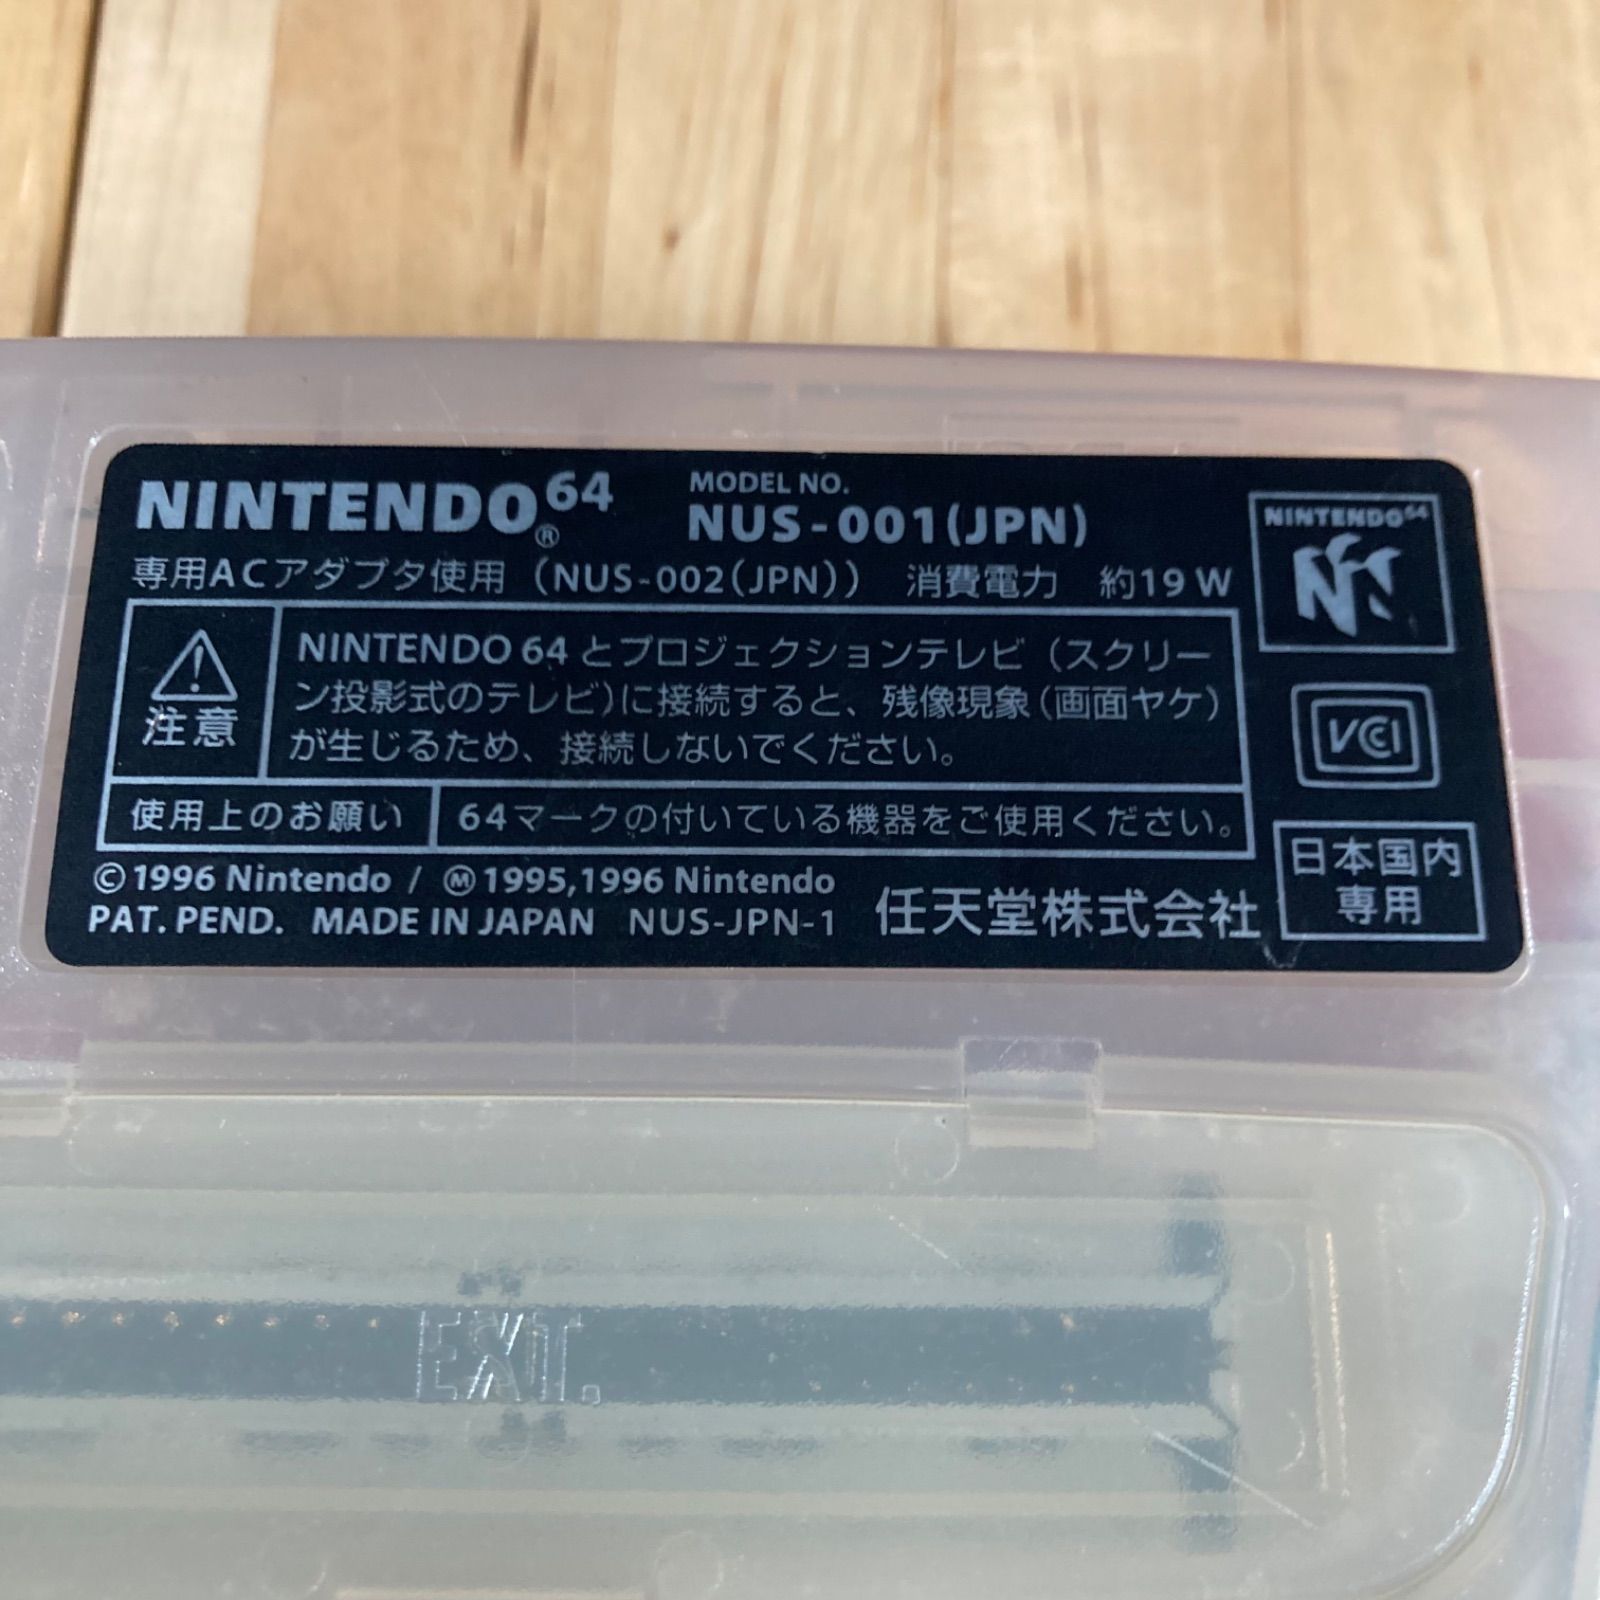 NINTENDO64®
MODEL NO.
NUS-001(JPN)
専用ACアダプタ使用 (NUS-002(JPN)) 消費電力 約19W
NINTENDO64
⚠
注意
NINTENDO 64 とプロジェクションテレビ (スクリー
ン投影式のテレビ)に接続すると、残像現象(画面ヤケ)
が生じるため、接続しないでください。
VCCI
使用上のお願い
64マークの付いている機器をご使用ください。
日本国内
専用
©1996 Nintendo / Ⓜ1995,1996 Nintendo
PAT. PEND. MADE IN JAPAN NUS-JPN-1
任天堂株式会社
EXT.